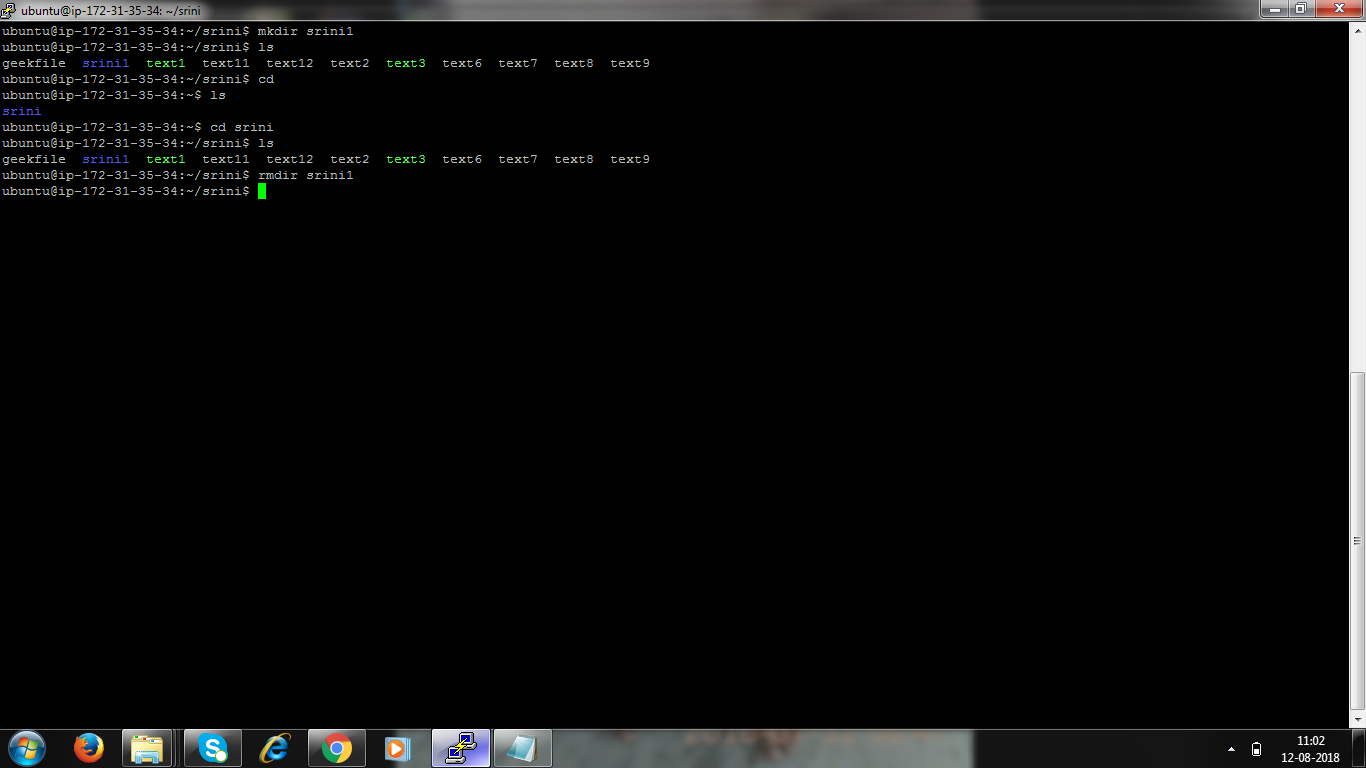 ubuntu@ip-172-31-35-34: ~/srini
ubuntu@ip-172-31-35-34:~/srini$ mkdir srini1
ubuntu@ip-172-31-35-34:~/srini$ ls
geekfile  srini1  text1  text11  text12  text2  text3  text6  text7  text8  text9
ubuntu@ip-172-31-35-34:~/srini$ cd
ubuntu@ip-172-31-35-34:~$ ls
srini
ubuntu@ip-172-31-35-34:~$ cd srini
ubuntu@ip-172-31-35-34:~/srini$ ls
geekfile  srini1  text1  text11  text12  text2  text3  text6  text7  text8  text9
ubuntu@ip-172-31-35-34:~/srini$ rmdir srini1
ubuntu@ip-172-31-35-34:~/srini$
11:02
12-08-2018